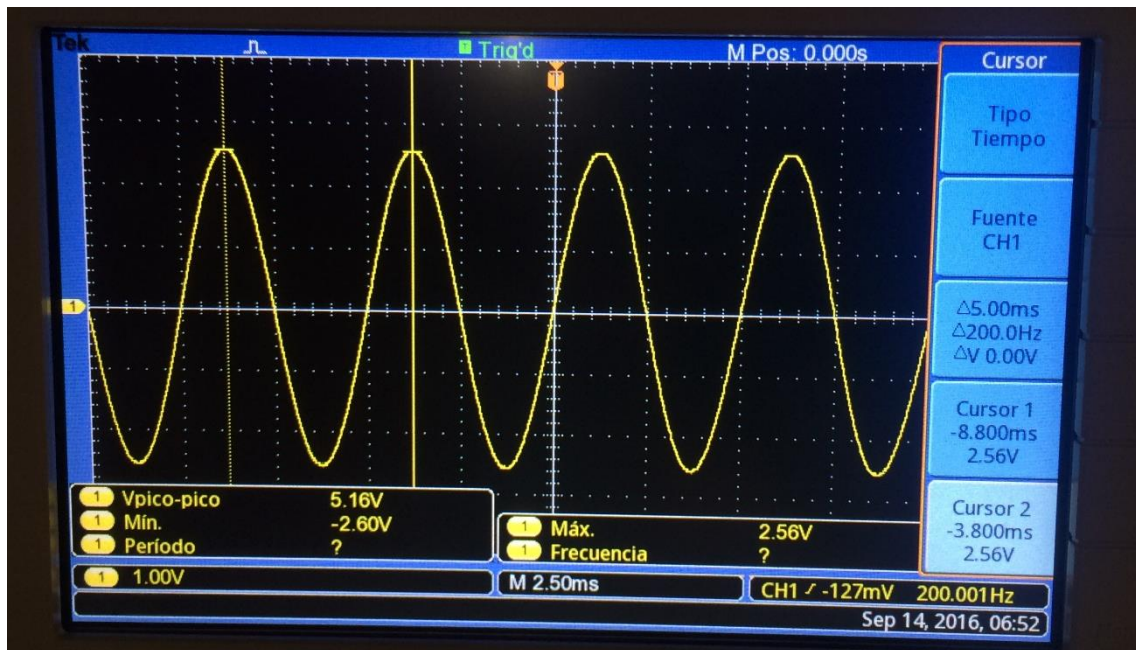 Tek
Trig'd
M Pos: 0.000s
Cursor
Tipo
Tiempo
Fuente
CH1
△5.00ms
△200.0Hz
△V 0.00V
Cursor 1
-8.800ms
2.56V
Cursor 2
-3.800ms
2.56V
T
1
1 Vpico-pico 5.16V
1 Mín. -2.60V
1 Período ?
1 Máx. 2.56V
1 Frecuencia ?
1 1.00V
M 2.50ms
CH1 -127mV 200.001Hz
Sep 14, 2016, 06:52